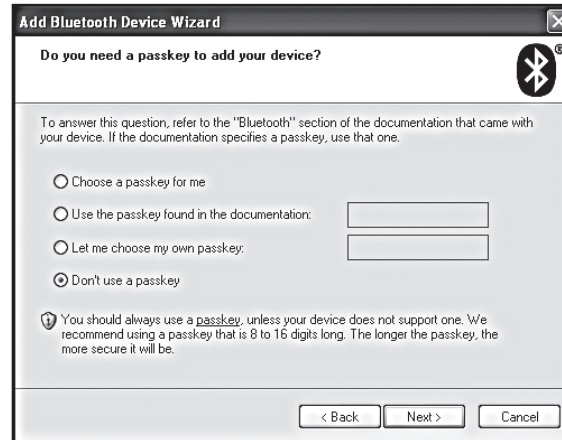 Add Bluetooth Device Wizard
Do you need a passkey to add your device?
®
To answer this question, refer to the "Bluetooth" section of the documentation that came with
your device. If the documentation specifies a passkey, use that one.
Choose a passkey for me
Use the passkey found in the documentation:
Let me choose my own passkey:
Don't use a passkey
You should always use a passkey, unless your device does not support one. We
recommend using a passkey that is 8 to 16 digits long. The longer the passkey, the
more secure it will be.
< Back Next > Cancel